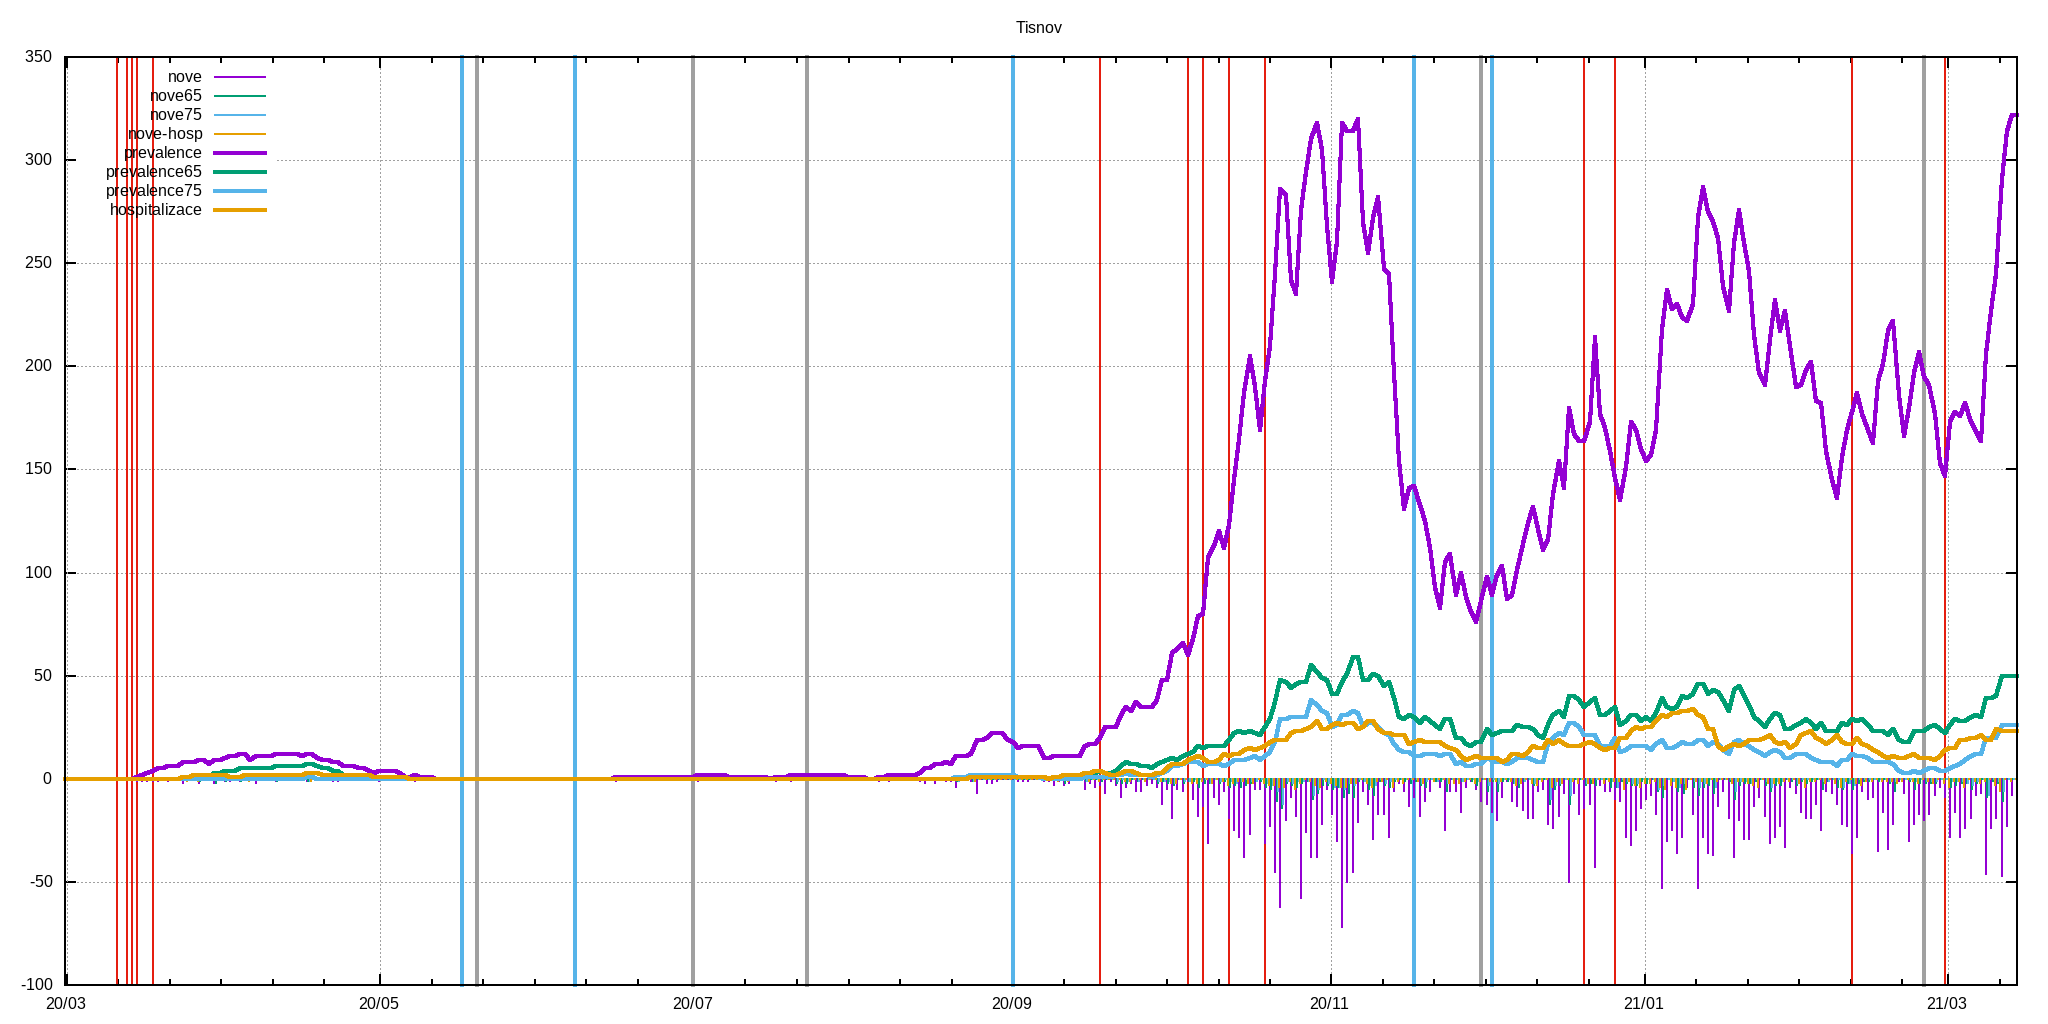 Tisnov
350
300
250
200
150
100
50
0
-50
-100
nove
nove65
nove75
nove-hosp
prevalence
prevalence65
prevalence75
hospitalizace
20/03 20/05 20/07 20/09 20/11 21/01 21/03